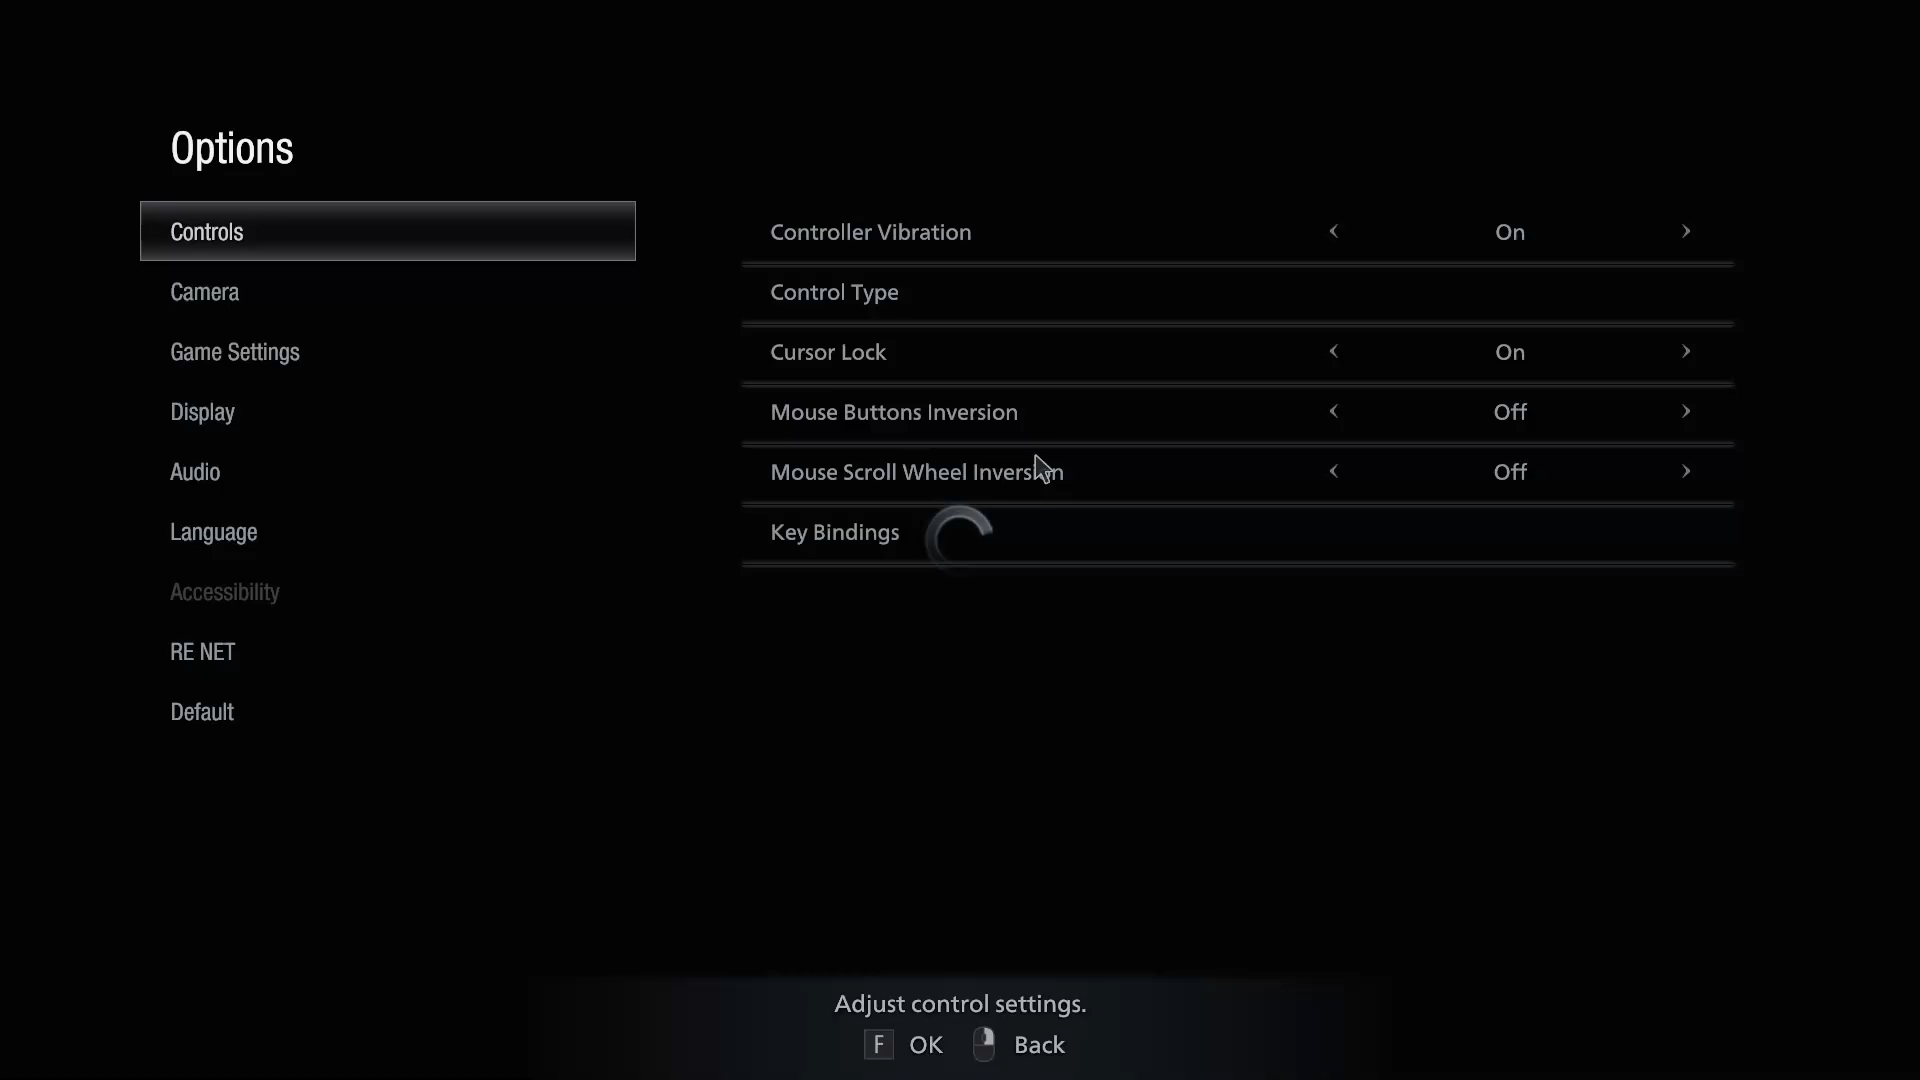 Options
Controls
Camera
Game Settings
Display
Audio
Language
Accessibility
RE NET
Default
Controller Vibration On
Control Type
Cursor Lock On
Mouse Buttons Inversion Off
Mouse Scroll Wheel Inversion Off
Key Bindings
Adjust control settings.
F OK Back